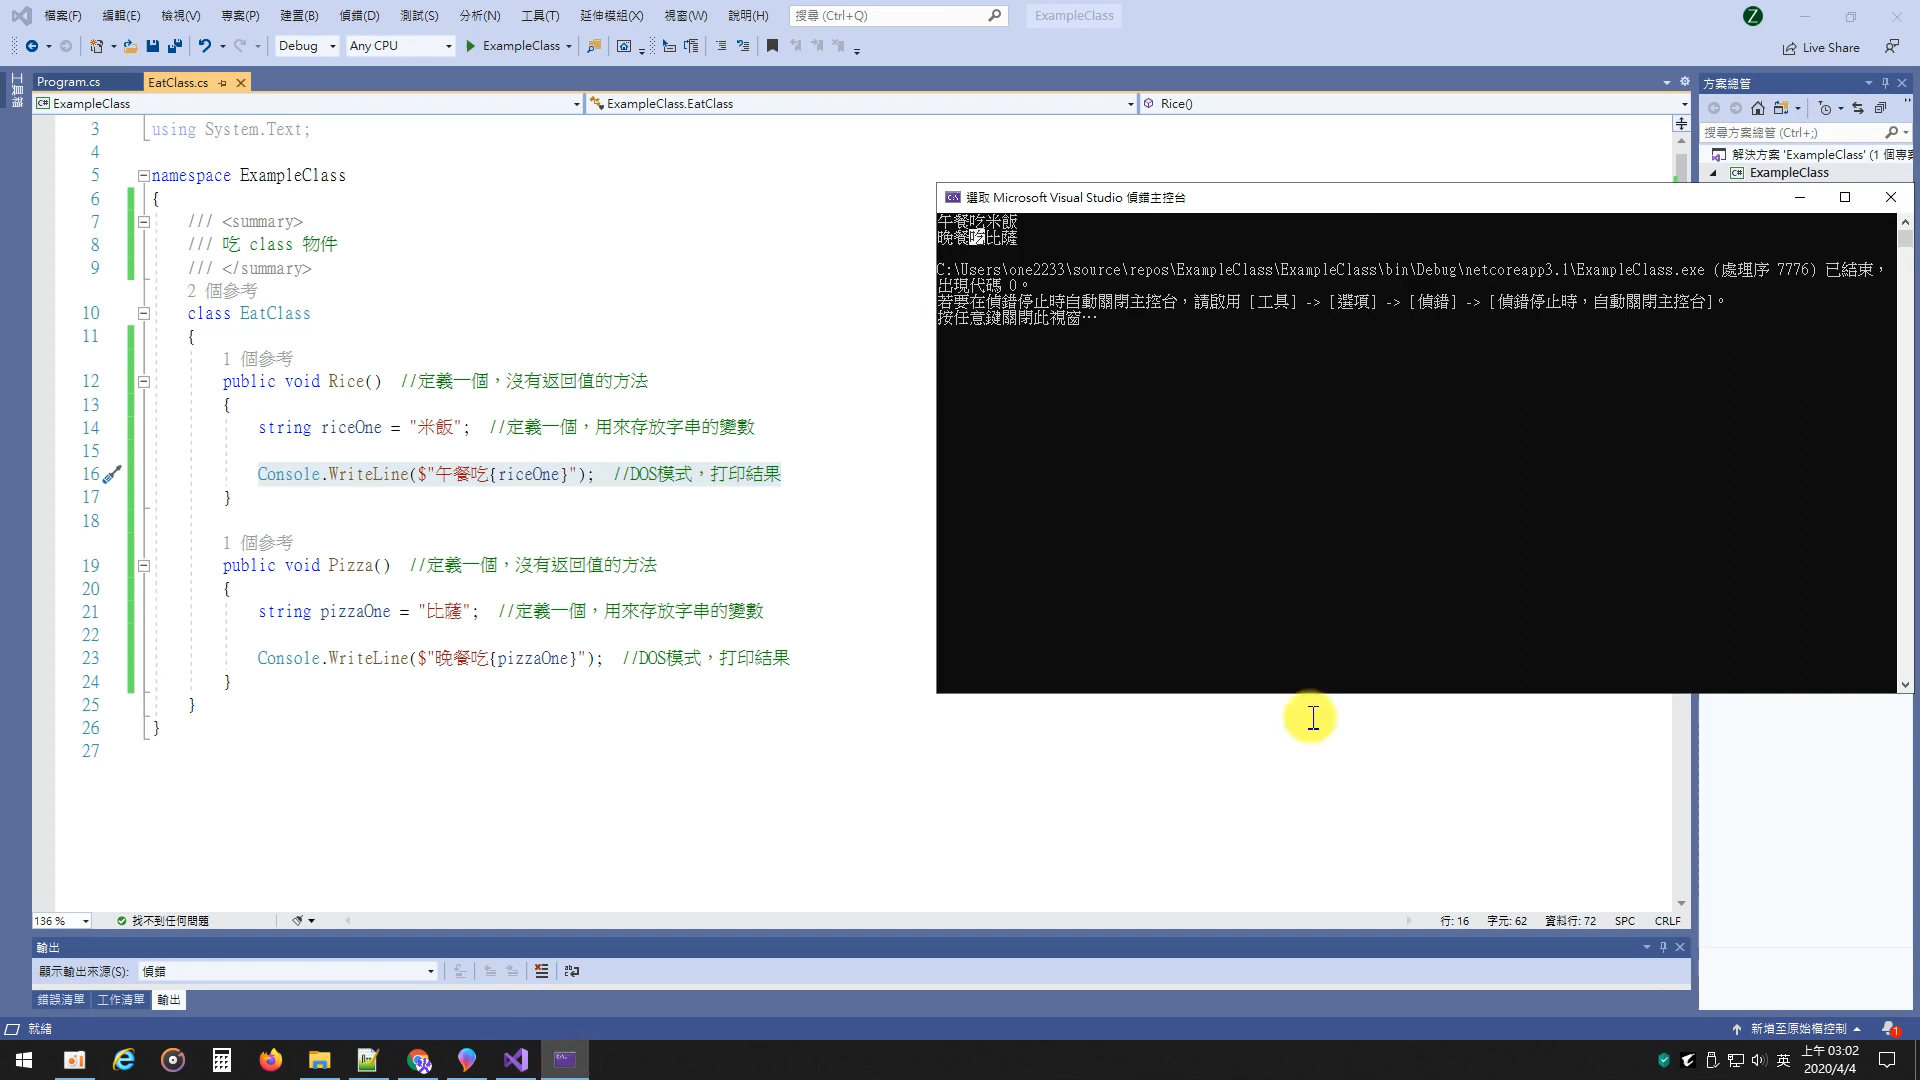 檔案(F) 編輯(E) 檢視(V) 專案(P) 建置(B) 偵錯(D) 測試(S) 分析(N) 工具(T) 延伸模組(X) 視窗(W) 說明(H) 搜尋 (Ctrl+Q) ExampleClass Z
Debug Any CPU ExampleClass Live Share
工具箱
Program.cs EatClass.cs 方案總管
ExampleClass ExampleClass.EatClass Rice()
搜尋方案總管 (Ctrl+;)
解決方案 'ExampleClass' (1 個專案
ExampleClass
3 using System.Text;
4
5 namespace ExampleClass
6 {
7 /// <summary>
8 /// 吃 class 物件
9 /// </summary>
2 個參考
10 class EatClass
11 {
1 個參考
12 public void Rice() //定義一個，沒有返回值的方法
13 {
14 string riceOne = "米飯"; //定義一個，用來存放字串的變數
15
16 Console.WriteLine($"午餐吃{riceOne}"); //DOS模式，打印結果
17 }
18
1 個參考
19 public void Pizza() //定義一個，沒有返回值的方法
20 {
21 string pizzaOne = "比薩"; //定義一個，用來存放字串的變數
22
23 Console.WriteLine($"晚餐吃{pizzaOne}"); //DOS模式，打印結果
24 }
25 }
26 }
27
選取 Microsoft Visual Studio 偵錯主控台
午餐吃米飯
晚餐吃比薩
C:\Users\one2233\source\repos\ExampleClass\ExampleClass\bin\Debug\netcoreapp3.1\ExampleClass.exe (處理序 7776) 已結束，
出現代碼 0。
若要在偵錯停止時自動關閉主控台，請啟用 [工具] -> [選項] -> [偵錯] -> [偵錯停止時，自動關閉主控台]。
按任意鍵關閉此視窗…
136 % 找不到任何問題 行: 16 字元: 62 資料行: 72 SPC CRLF
輸出
顯示輸出來源(S): 偵錯
錯誤清單 工作清單 輸出
就緒 新增至原始檔控制 1
英 上午 03:02
2020/4/4